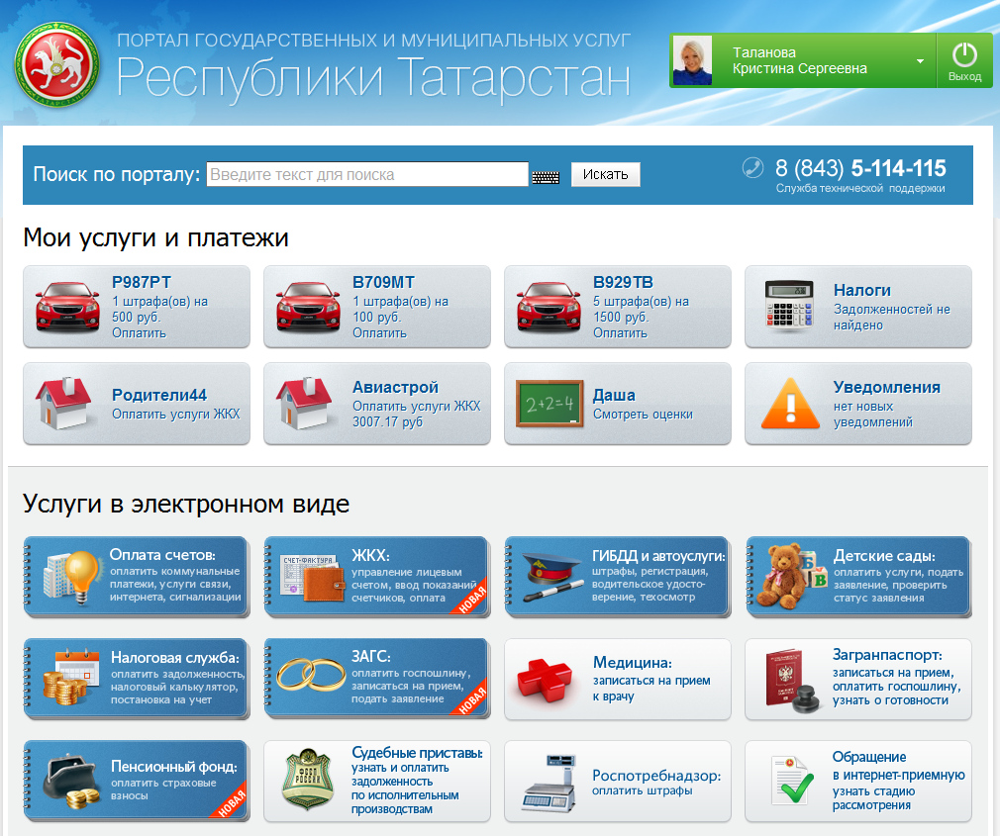 ПОРТАЛ ГОСУДАРСТВЕННЫХ И МУНИЦИПАЛЬНЫХ УСЛУГ
Республики Татарстан
ТАТАРСТАН
Таланова
Кристина Сергеевна
Выход
Поиск по порталу:
Введите текст для поиска
Искать
8 (843) 5-114-115
Служба технической поддержки
Мои услуги и платежи
Р987РТ
1 штрафа(ов) на
500 руб.
Оплатить
В709МТ
1 штрафа(ов) на
100 руб.
Оплатить
В929ТВ
5 штрафа(ов) на
1500 руб.
Оплатить
Налоги
Задолженностей не
найдено
Родители44
Оплатить услуги ЖКХ
Авиастрой
Оплатить услуги ЖКХ
3007.17 руб
2+2=4
Даша
Смотреть оценки
Уведомления
нет новых
уведомлений
Услуги в электронном виде
Оплата счетов:
оплатить коммунальные
платежи, услуги связи,
интернета, сигнализации
СЧЕТ-ФАКТУРА
ЖКХ:
управление лицевым
счетом, ввод показаний
счетчиков, оплата
НОВАЯ
ГИБДД и автоуслуги:
штрафы, регистрация,
водительское удосто-
верение, техосмотр
Детские сады:
оплатить услуги, подать
заявление, проверить
статус заявления
Налоговая служба:
оплатить задолженность,
налоговый калькулятор,
постановка на учет
ЗАГС:
оплатить госпошлину,
записаться на прием,
подать заявление
НОВАЯ
Медицина:
записаться на прием
к врачу
Загранпаспорт:
записаться на прием,
оплатить госпошлину,
узнать о готовности
Пенсионный фонд:
оплатить страховые
взносы
НОВАЯ
ФССП
РОССИИ
Судебные приставы:
узнать и оплатить
задолженность
по исполнительным
производствам
Роспотребнадзор:
оплатить штрафы
Обращение
в интернет-приемную
узнать стадию
рассмотрения